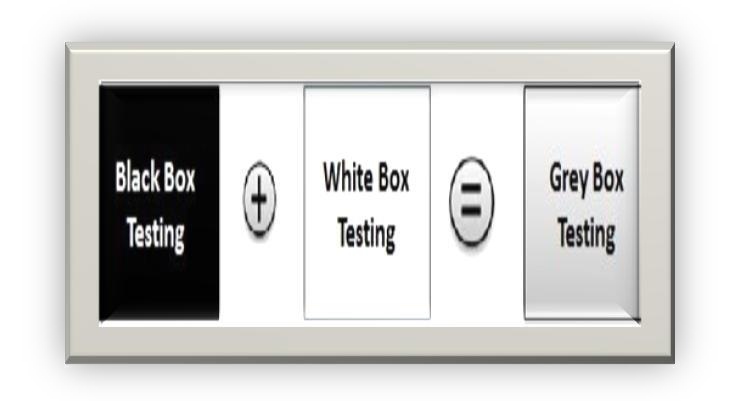 Black Box
Testing
+
White Box
Testing
=
Grey Box
Testing